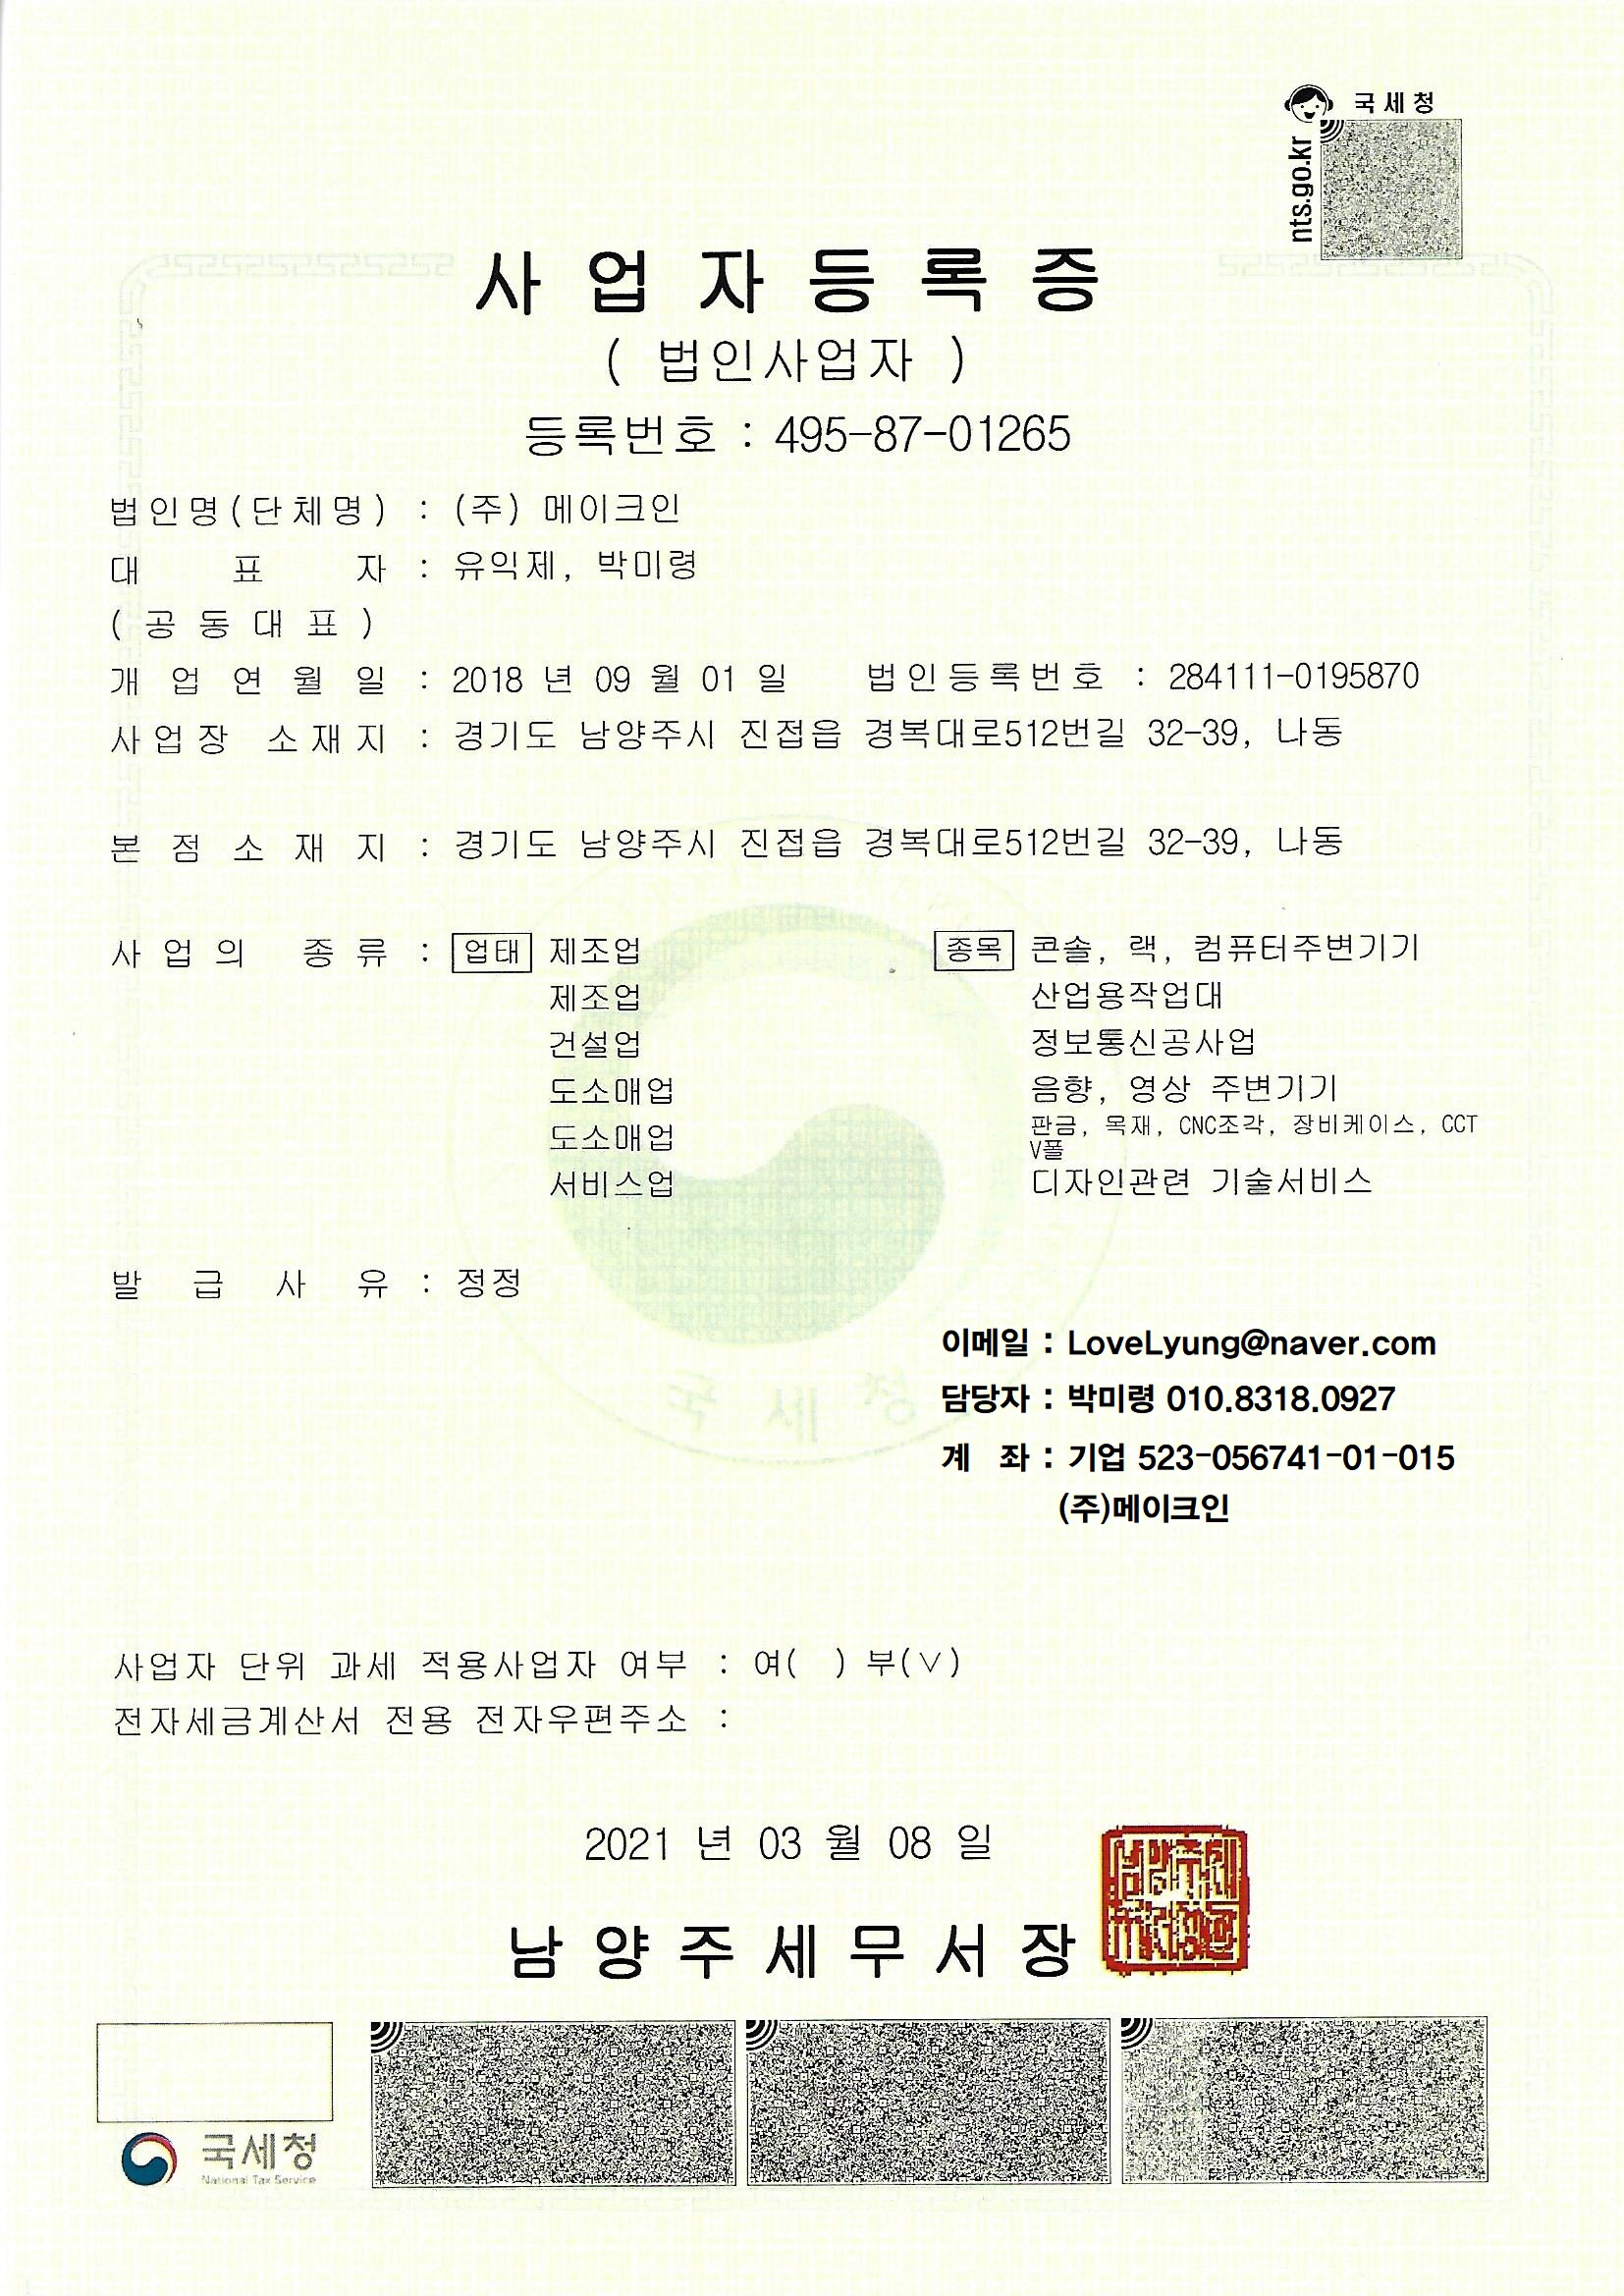 국세청
nts.go.kr
사업자등록증
( 법인사업자 )
등록번호 : 495-87-01265
법인명(단체명) : (주) 메이크인
대 표 자 : 유익제, 박미령
( 공 동 대 표 )
개 업 연 월 일 : 2018 년 09 월 01 일 법인등록번호 : 284111-0195870
사업장 소재지 : 경기도 남양주시 진접읍 경복대로512번길 32-39, 나동
본 점 소 재 지 : 경기도 남양주시 진접읍 경복대로512번길 32-39, 나동
사 업 의 종 류 : 업태 제조업 종목 콘솔, 랙, 컴퓨터주변기기
제조업 산업용작업대
건설업 정보통신공사업
도소매업 음향, 영상 주변기기
도소매업 판금, 목재, CNC조각, 장비케이스, CCT
V폴
서비스업 디자인관련 기술서비스
발 급 사 유 : 정정
이메일 : LoveLyung@naver.com
담당자 : 박미령 010.8318.0927
계 좌 : 기업 523-056741-01-015
(주)메이크인
국세청
사업자 단위 과세 적용사업자 여부 : 여( ) 부(∨)
전자세금계산서 전용 전자우편주소 :
2021 년 03 월 08 일
남양주세무서장
국세청
National Tax Service